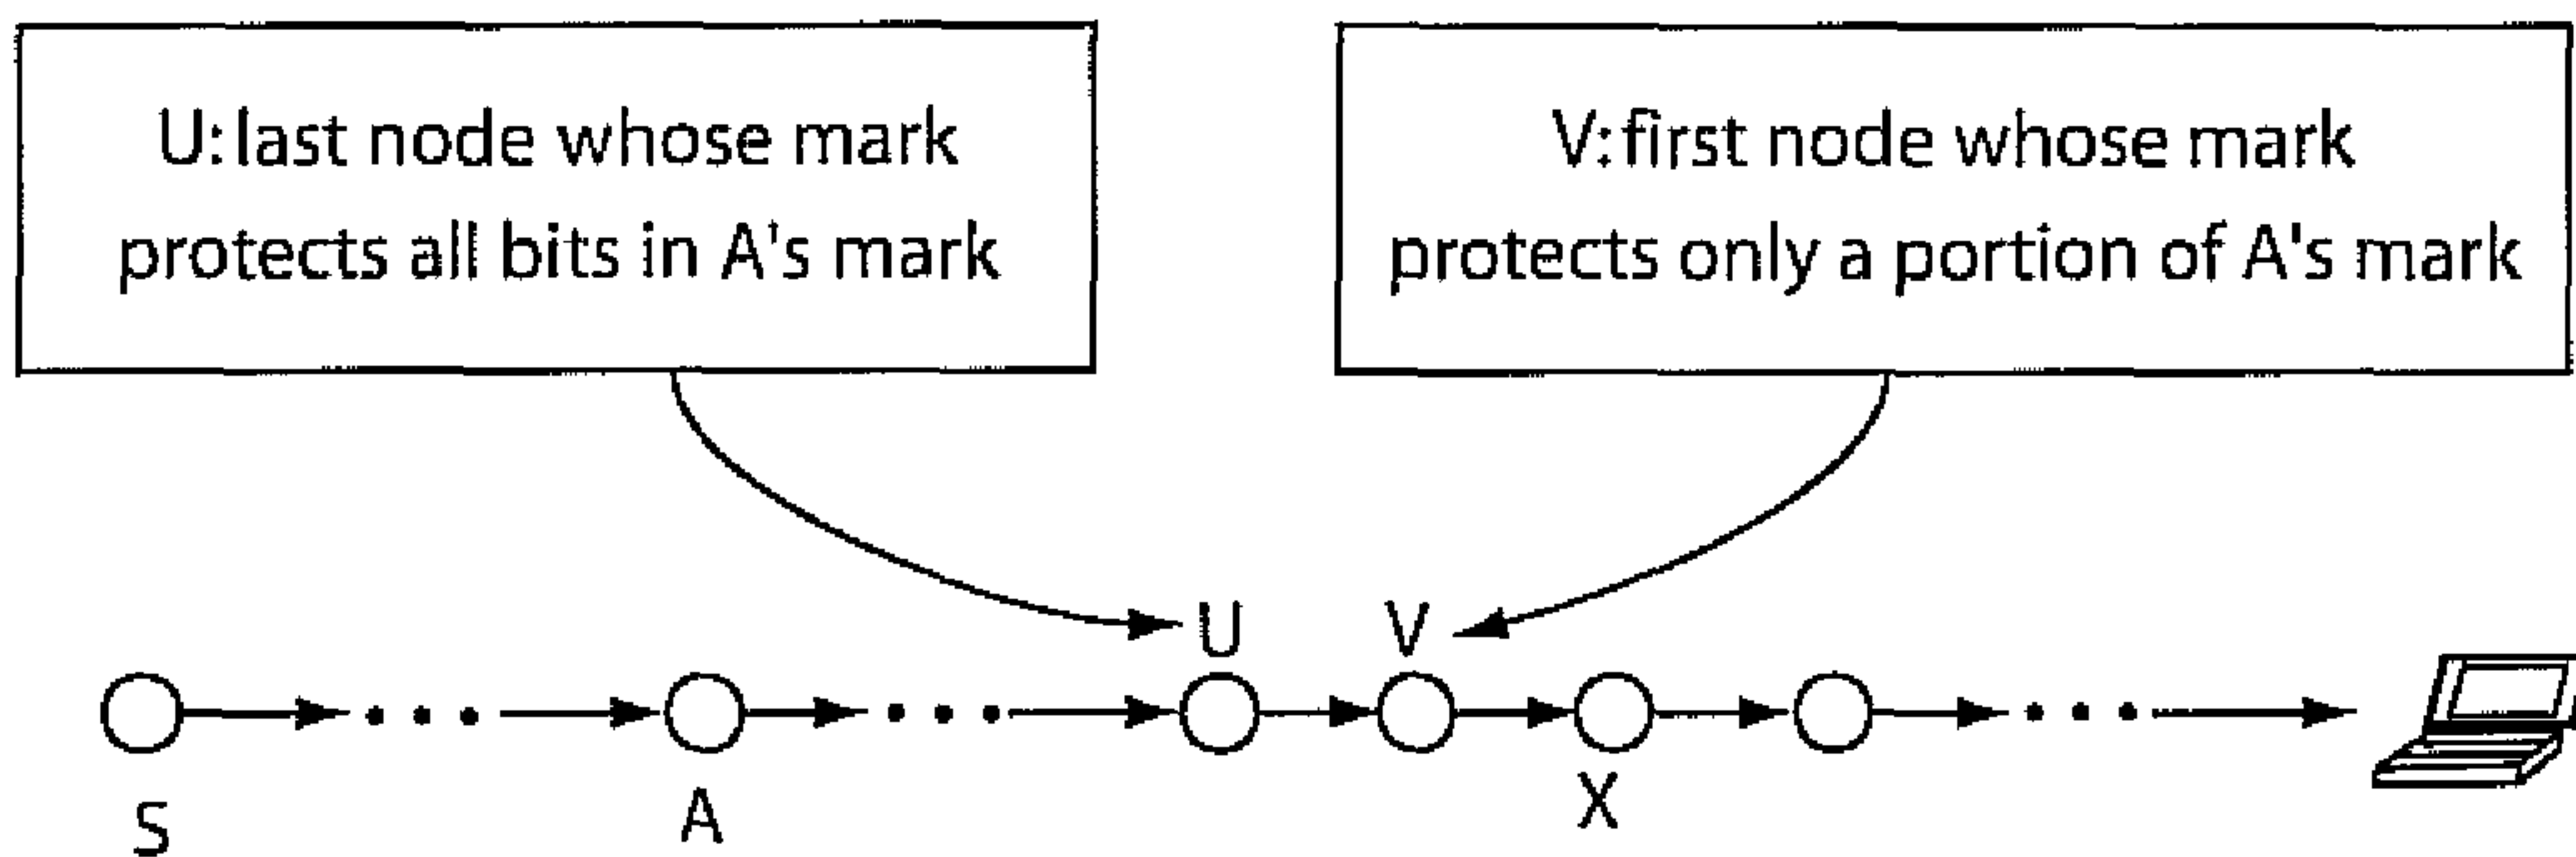 U: last node whose mark
protects all bits in A's mark
V: first node whose mark
protects only a portion of A's mark
U
V
S
A
X